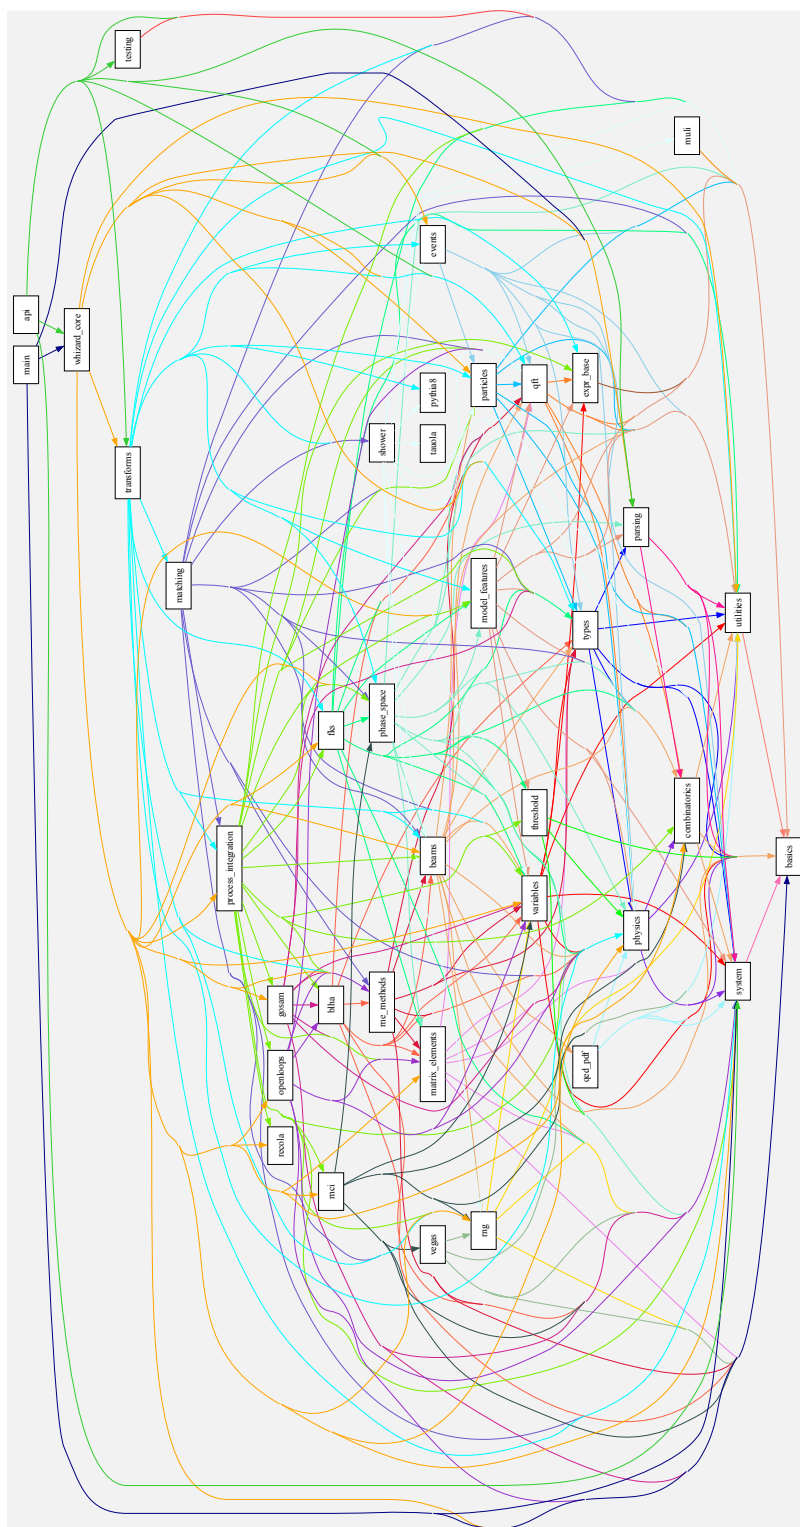 testing
muli
events
api
whizard_core
main
expr_base
particles
qft
pythia8
shower
tauola
transforms
parsing
matching
model_features
utilities
types
phase_space
fks
combinatorics
threshold
beams
basics
process_integration
variables
physics
system
gosam
blha
me_methods
matrix_elements
qed_pdf
openloops
recola
mci
rng
vegas